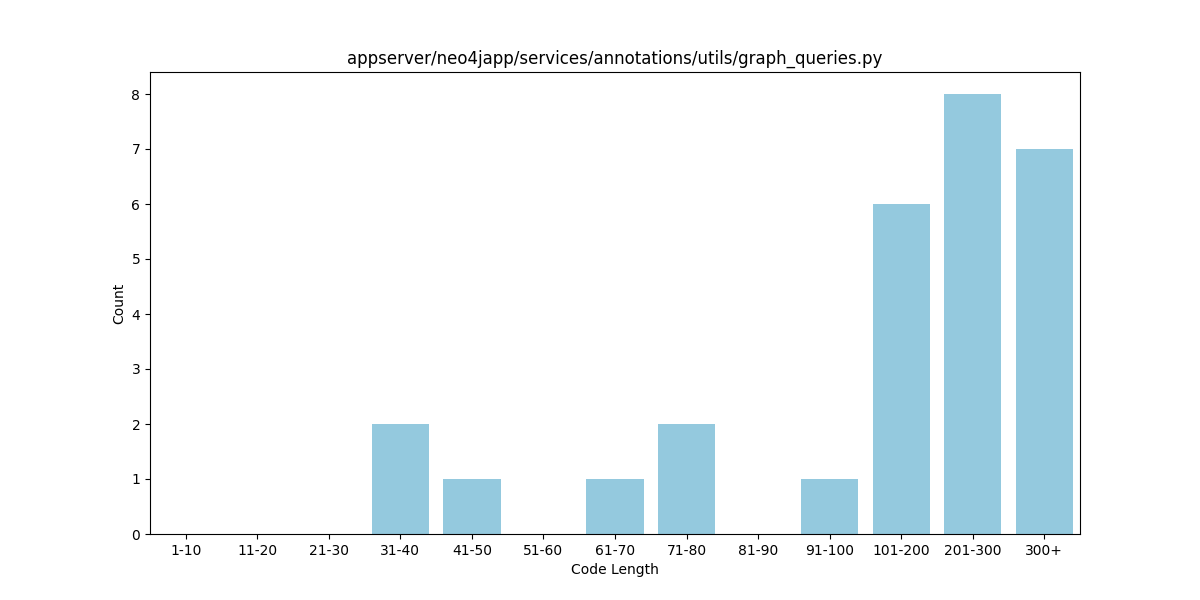 appserver/neo4japp/services/annotations/utils/graph_queries.py
8
7
6
5
4
3
2
1
0
Count
1-10 11-20 21-30 31-40 41-50 51-60 61-70 71-80 81-90 91-100 101-200 201-300 300+
Code Length